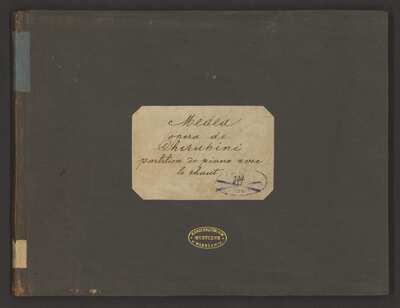 Medea
opera de
Cherubini
partition de piano avec
le chant